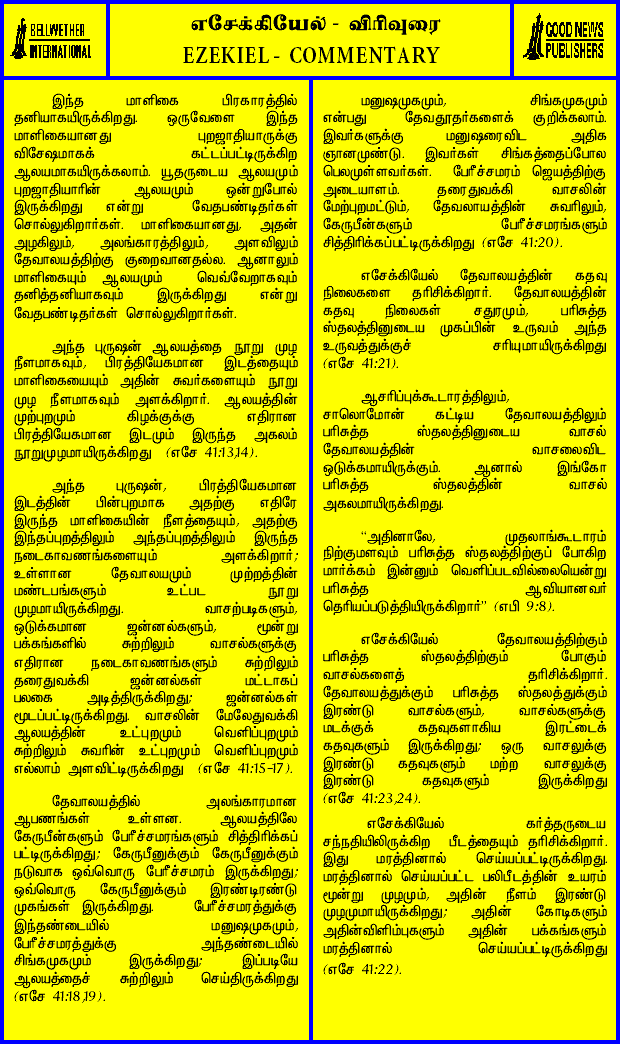 BELLWETHER
INTERNATIONAL
எசேக்கியேல் - விரிவுரை
EZEKIEL - COMMENTARY
GOOD NEWS
PUBLISHERS
இந்த மாளிகை பிரகாரத்தில்
தனியாகயிருக்கிறது. ஒருவேளை இந்த
மாளிகையானது புறஜாதியாருக்கு
விசேஷமாகக் கட்டப்பட்டிருக்கிற
ஆலயமாகயிருக்கலாம். யூதருடைய ஆலயமும்
புறஜாதியாரின் ஆலயமும் ஒன்றுபோல்
இருக்கிறது என்று வேதபண்டிதர்கள்
சொல்லுகிறார்கள். மாளிகையானது, அதன்
அழகிலும், அலங்காரத்திலும், அளவிலும்
தேவாலயத்திற்கு குறைவானதல்ல. ஆனாலும்
மாளிகையும் ஆலயமும் வெவ்வேறாகவும்
தனித்தனியாகவும் இருக்கிறது என்று
வேதபண்டிதர்கள் சொல்லுகிறார்கள்.
அந்த புருஷன் ஆலயத்தை நூறு முழ
நீளமாகவும், பிரத்தியேகமான இடத்தையும்
மாளிகையையும் அதின் சுவர்களையும் நூறு
முழ நீளமாகவும் அளக்கிறார். ஆலயத்தின்
முற்புறமும் கிழக்குக்கு எதிரான
பிரத்தியேகமான இடமும் இருந்த அகலம்
நூறுமுழமாயிருக்கிறது (எசே 41:13,14).
அந்த புருஷன், பிரத்தியேகமான
இடத்தின் பின்புறமாக அதற்கு எதிரே
இருந்த மாளிகையின் நீளத்தையும், அதற்கு
இந்தப்புறத்திலும் அந்தப்புறத்திலும் இருந்த
நடைகாவணங்களையும் அளக்கிறார்;
உள்ளான தேவாலயமும் முற்றத்தின்
மண்டபங்களும் உட்பட நூறு
முழமாயிருக்கிறது. வாசற்படிகளும்,
ஒடுக்கமான ஜன்னல்களும், மூன்று
பக்கங்களில் சுற்றிலும் வாசல்களுக்கு
எதிரான நடைகாவணங்களும் சுற்றிலும்
தரைதுவக்கி ஜன்னல்கள் மட்டாகப்
பலகை அடித்திருக்கிறது; ஜன்னல்கள்
மூடப்பட்டிருக்கிறது. வாசலின் மேலேதுவக்கி
ஆலயத்தின் உட்புறமும் வெளிப்புறமும்
சுற்றிலும் சுவரின் உட்புறமும் வெளிப்புறமும்
எல்லாம் அளவிட்டிருக்கிறது (எசே 41:15-17).
தேவாலயத்தில் அலங்காரமான
ஆபணங்கள் உள்ளன. ஆலயத்திலே
கேருபீன்களும் பேரீச்சமரங்களும் சித்திரிக்கப்
பட்டிருக்கிறது; கேருபீனுக்கும் கேருபீனுக்கும்
நடுவாக ஒவ்வொரு பேரீச்சமரம் இருக்கிறது;
ஒவ்வொரு கேருபீனுக்கும் இரண்டிரண்டு
முகங்கள் இருக்கிறது. பேரீச்சமரத்துக்கு
இந்தண்டையில் மனுஷமுகமும்,
பேரீச்சமரத்துக்கு அந்தண்டையில்
சிங்கமுகமும் இருக்கிறது; இப்படியே
ஆலயத்தைச் சுற்றிலும் செய்திருக்கிறது
(எசே 41:18,19).
மனுஷமுகமும், சிங்கமுகமும்
என்பது தேவதூதர்களைக் குறிக்கலாம்.
இவர்களுக்கு மனுஷரைவிட அதிக
ஞானமுண்டு. இவர்கள் சிங்கத்தைப்போல
பெலமுள்ளவர்கள். பேரீச்சமரம் ஜெயத்திற்கு
அடையாளம். தரைதுவக்கி வாசலின்
மேற்புறமட்டும், தேவலாயத்தின் சுவரிலும்,
கேருபீன்களும் பேரீச்சமரங்களும்
சித்திரிக்கப்பட்டிருக்கிறது (எசே 41:20).
எசேக்கியேல் தேவாலயத்தின் கதவு
நிலைகளை தரிசிக்கிறார். தேவாலயத்தின்
கதவு நிலைகள் சதுரமும், பரிசுத்த
ஸ்தலத்தினுடைய முகப்பின் உருவம் அந்த
உருவத்துக்குச் சரியுமாயிருக்கிறது
(எசே 41:21).
ஆசரிப்புக்கூடாரத்திலும்,
சாலொமோன் கட்டிய தேவாலயத்திலும்
பரிசுத்த ஸ்தலத்தினுடைய வாசல்
தேவாலயத்தின் வாசலைவிட
ஒடுக்கமாயிருக்கும். ஆனால் இங்கோ
பரிசுத்த ஸ்தலத்தின் வாசல்
அகலமாயிருக்கிறது.
“அதினாலே, முதலாங்கூடாரம்
நிற்குமளவும் பரிசுத்த ஸ்தலத்திற்குப் போகிற
மார்க்கம் இன்னும் வெளிப்படவில்லையென்று
பரிசுத்த ஆவியானவர்
தெரியப்படுத்தியிருக்கிறார்” (எபி 9:8).
எசேக்கியேல் தேவாலயத்திற்கும்
பரிசுத்த ஸ்தலத்திற்கும் போகும்
வாசல்களைத் தரிசிக்கிறார்.
தேவாலயத்துக்கும் பரிசுத்த ஸ்தலத்துக்கும்
இரண்டு வாசல்களும், வாசல்களுக்கு
மடக்குக் கதவுகளாகிய இரட்டைக்
கதவுகளும் இருக்கிறது; ஒரு வாசலுக்கு
இரண்டு கதவுகளும் மற்ற வாசலுக்கு
இரண்டு கதவுகளும் இருக்கிறது
(எசே 41:23,24).
எசேக்கியேல் கர்த்தருடைய
சந்நதியிலிருக்கிற பீடத்தையும் தரிசிக்கிறார்.
இது மரத்தினால் செய்யப்பட்டிருக்கிறது.
மரத்தினால் செய்யப்பட்ட பலிபீடத்தின் உயரம்
மூன்று முழமும், அதின் நீளம் இரண்டு
முழமுமாயிருக்கிறது; அதின் கோடிகளும்
அதின்விளிம்புகளும் அதின் பக்கங்களும்
மரத்தினால் செய்யப்பட்டிருக்கிறது
(எசே 41:22).